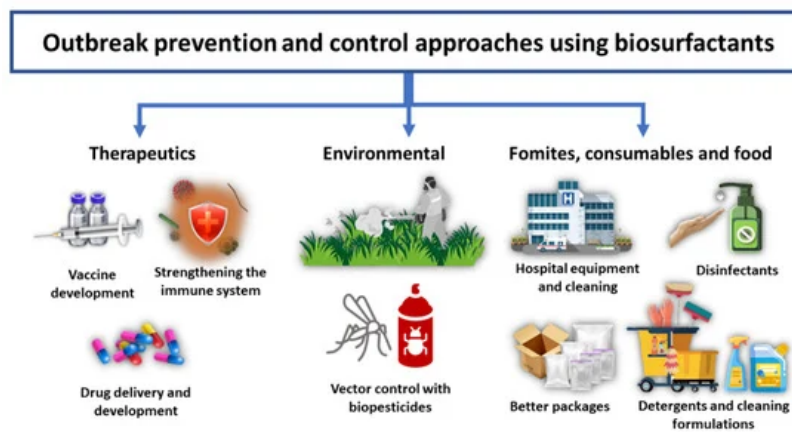 Outbreak prevention and control approaches using biosurfactants
Therapeutics
Vaccine
development
Strengthening the
immune system
Drug delivery and
development
Environmental
Vector control with
biopesticides
Fomites, consumables and food
H
Hospital equipment
and cleaning
Disinfectants
Better packages
Detergents and cleaning
formulations